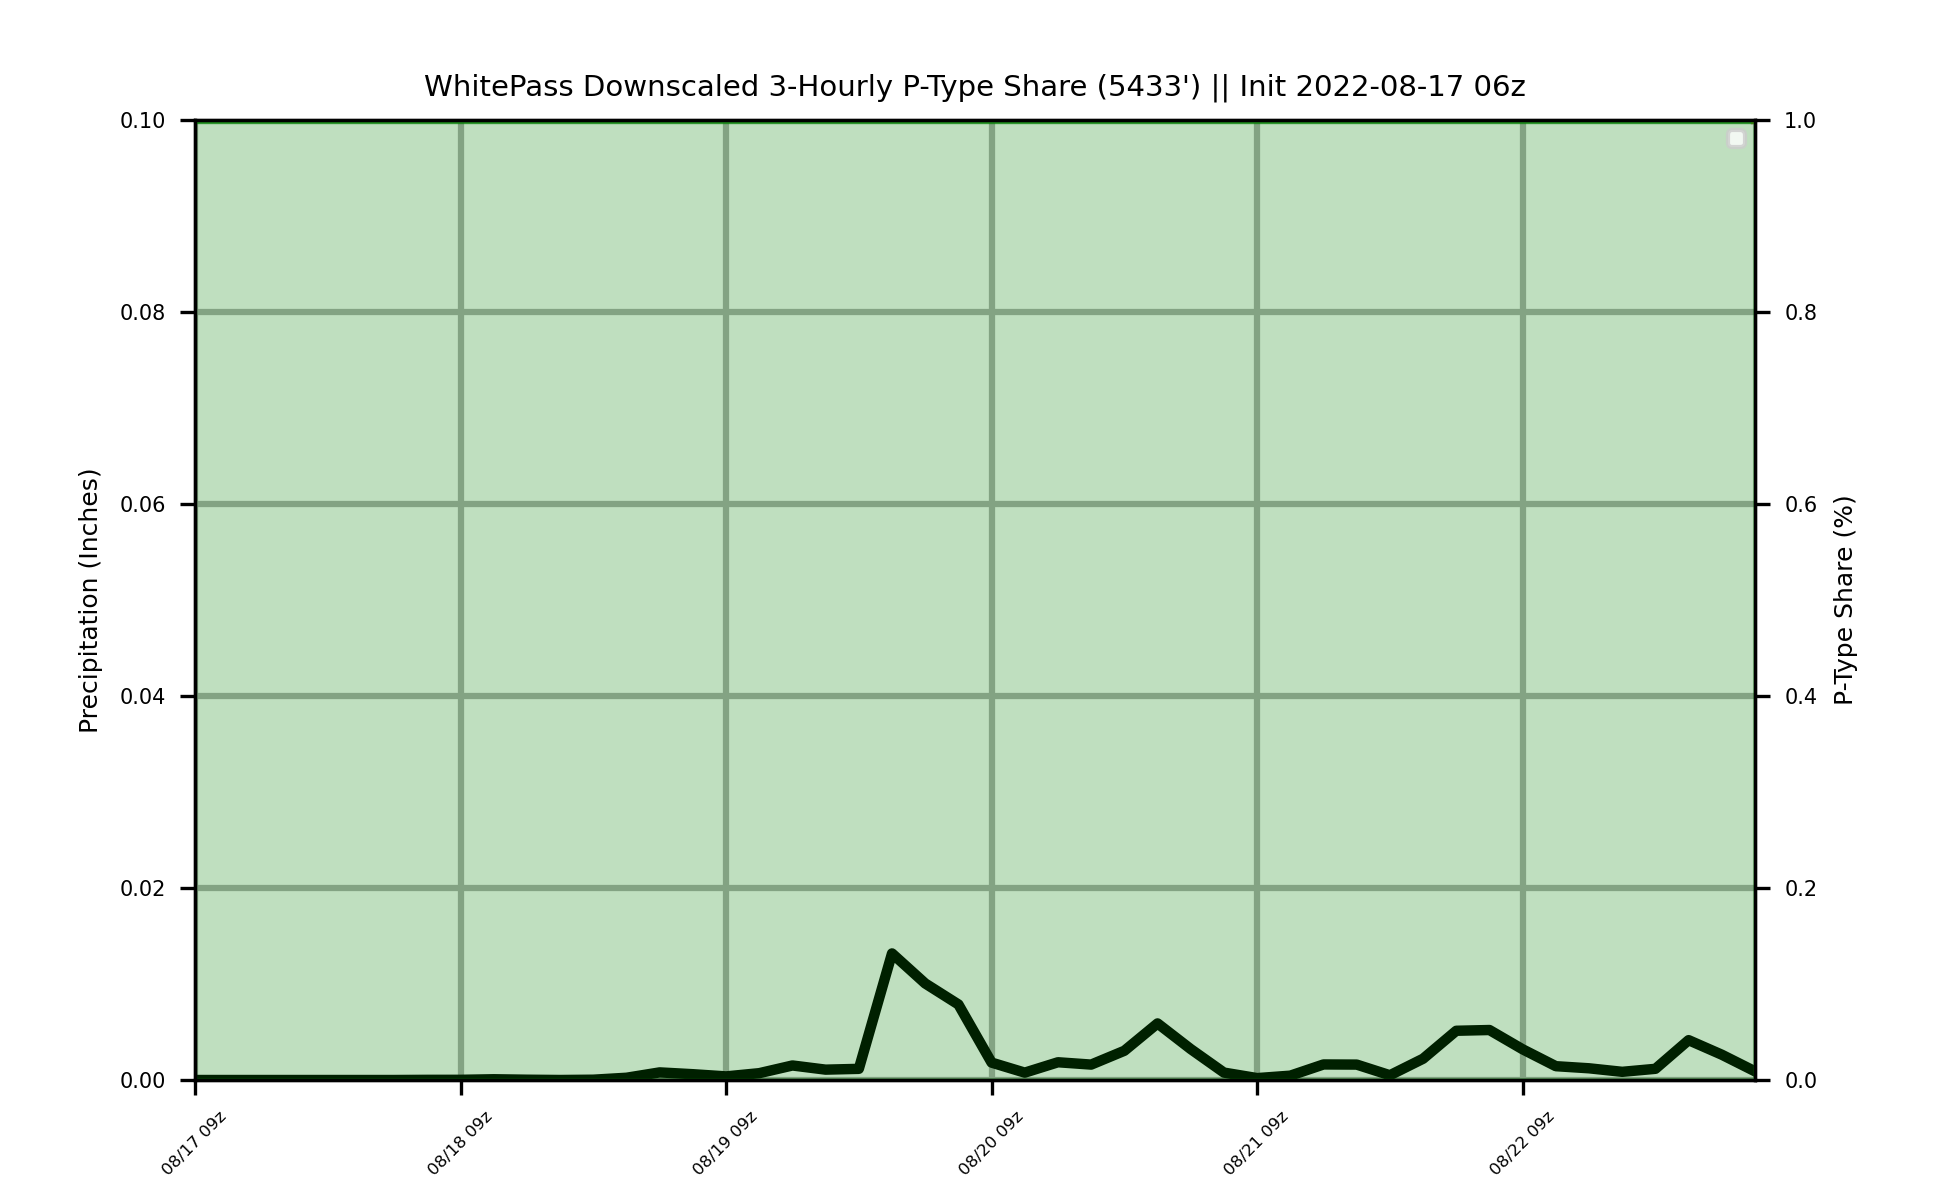 WhitePass Downscaled 3-Hourly P-Type Share (5433') || Init 2022-08-17 06z
0.10
0.08
0.06
0.04
0.02
0.00
Precipitation (Inches)
1.0
0.8
0.6
0.4
0.2
0.0
P-Type Share (%)
08/17 09z
08/18 09z
08/19 09z
08/20 09z
08/21 09z
08/22 09z